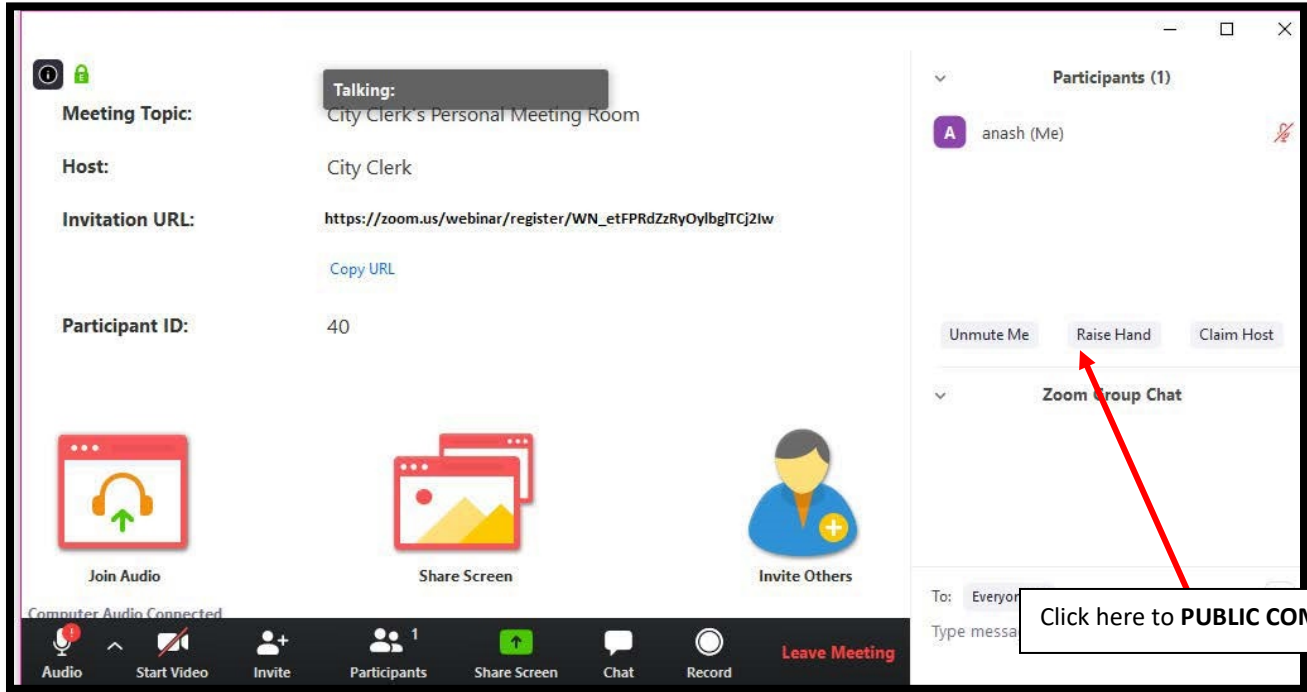 Talking:
Meeting Topic: City Clerk's Personal Meeting Room
Host: City Clerk
Invitation URL: https://zoom.us/webinar/register/WN_etFPRdZzRyOylbglTCj2Iw
Copy URL
Participant ID: 40
Join Audio
Share Screen
Invite Others
Computer Audio Connected
Audio
Start Video
Invite
Participants 1
Share Screen
Chat
Record
Leave Meeting
Participants (1)
A anash (Me)
Unmute Me Raise Hand Claim Host
Zoom Group Chat
To:
Type
Click here to PUBLIC